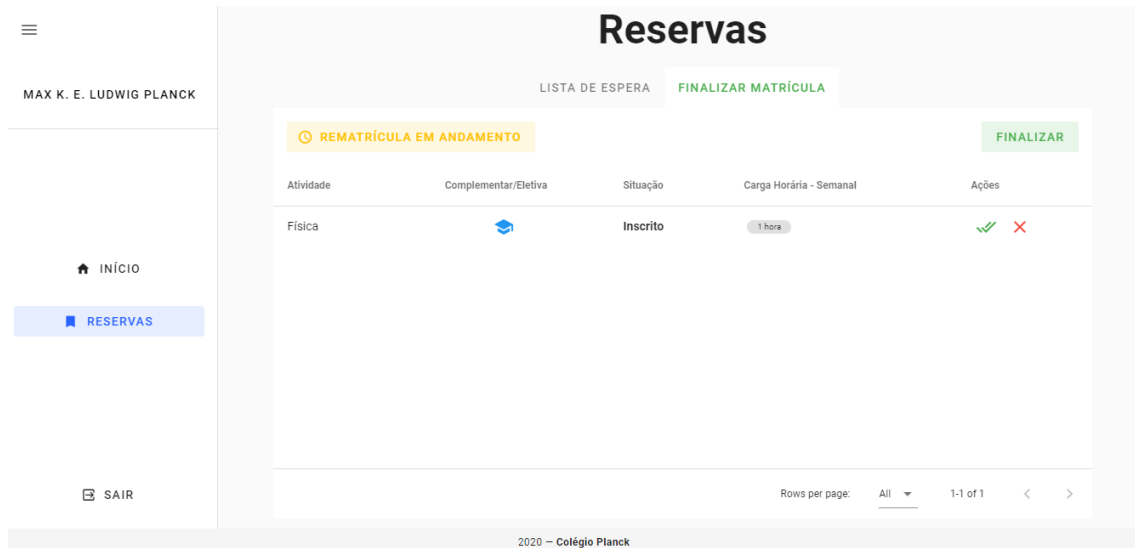 Reservas
MAX K. E. LUDWIG PLANCK
LISTA DE ESPERA FINALIZAR MATRÍCULA
REMATRÍCULA EM ANDAMENTO FINALIZAR
Atividade Complementar/Eletiva Situação Carga Horária - Semanal Ações
Física Inscrito 1 hora
INÍCIO
RESERVAS
SAIR
Rows per page: All 1-1 of 1
2020 — Colégio Planck